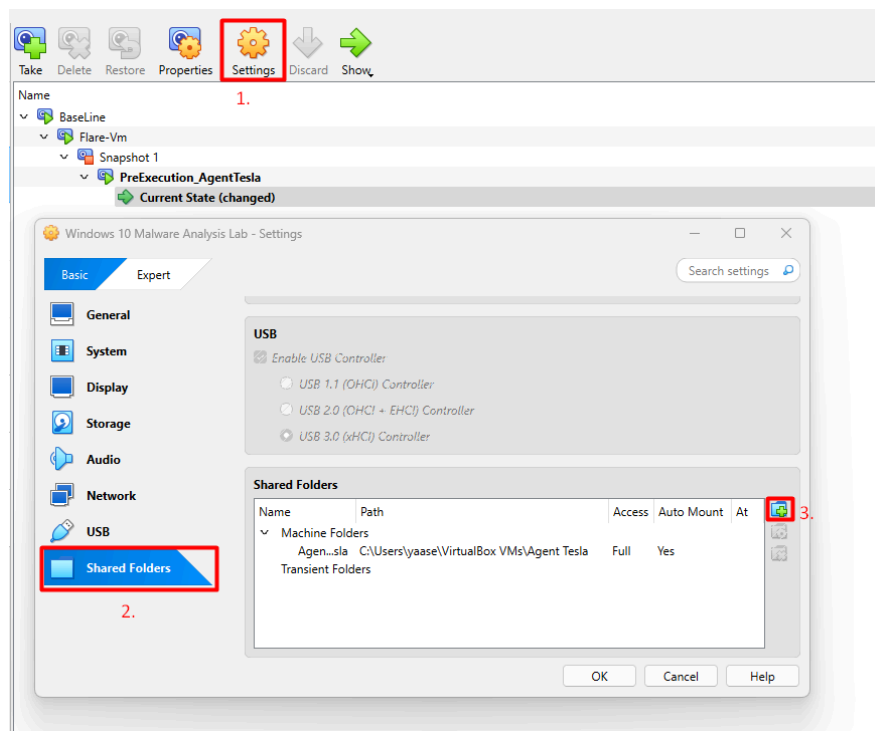 Take Delete Restore Properties Settings Discard Show
1.
Name
BaseLine
Flare-Vm
Snapshot 1
PreExecution_AgentTesla
Current State (changed)
Windows 10 Malware Analysis Lab - Settings
Basic Expert Search settings
General
System
Display
Storage
Audio
Network
USB
Shared Folders
2.
USB
Enable USB Controller
USB 1.1 (OHCI) Controller
USB 2.0 (OHCI + EHCI) Controller
USB 3.0 (xHCI) Controller
Shared Folders
Name Path Access Auto Mount At
3.
Machine Folders
Agen...sla C:\Users\yaase\VirtualBox VMs\Agent Tesla Full Yes
Transient Folders
OK Cancel Help